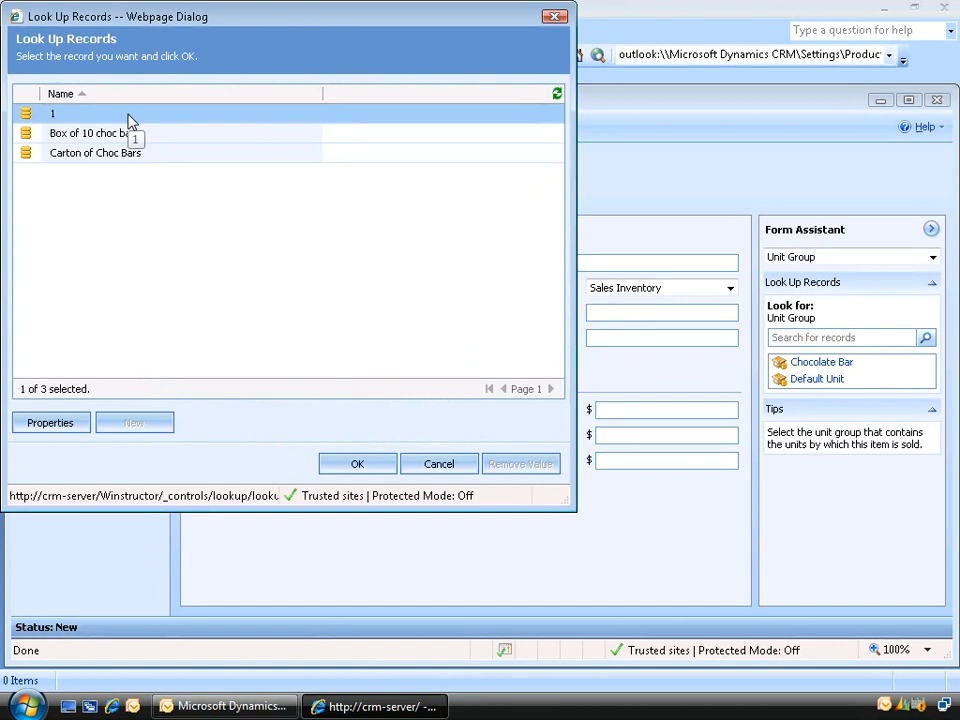 Look Up Records -- Webpage Dialog
Look Up Records
Select the record you want and click OK.
Type a question for help
outlook:\\Microsoft Dynamics CRM\Settings\Produc
Name
1
Box of 10 choc ba
1
Carton of Choc Bars
Help
Form Assistant
Unit Group
Sales Inventory
Look Up Records
Look for:
Unit Group
Search for records
Chocolate Bar
Default Unit
1 of 3 selected.
Page 1
Tips
$
Properties
New
Select the unit group that contains
the units by which this item is sold.
$
OK
Cancel
Remove Value
$
http://crm-server/Winstructor/_controls/lookup/looku
Trusted sites | Protected Mode: Off
Status: New
Done
Trusted sites | Protected Mode: Off
100%
0 Items
Microsoft Dynamics...
http://crm-server/ -...